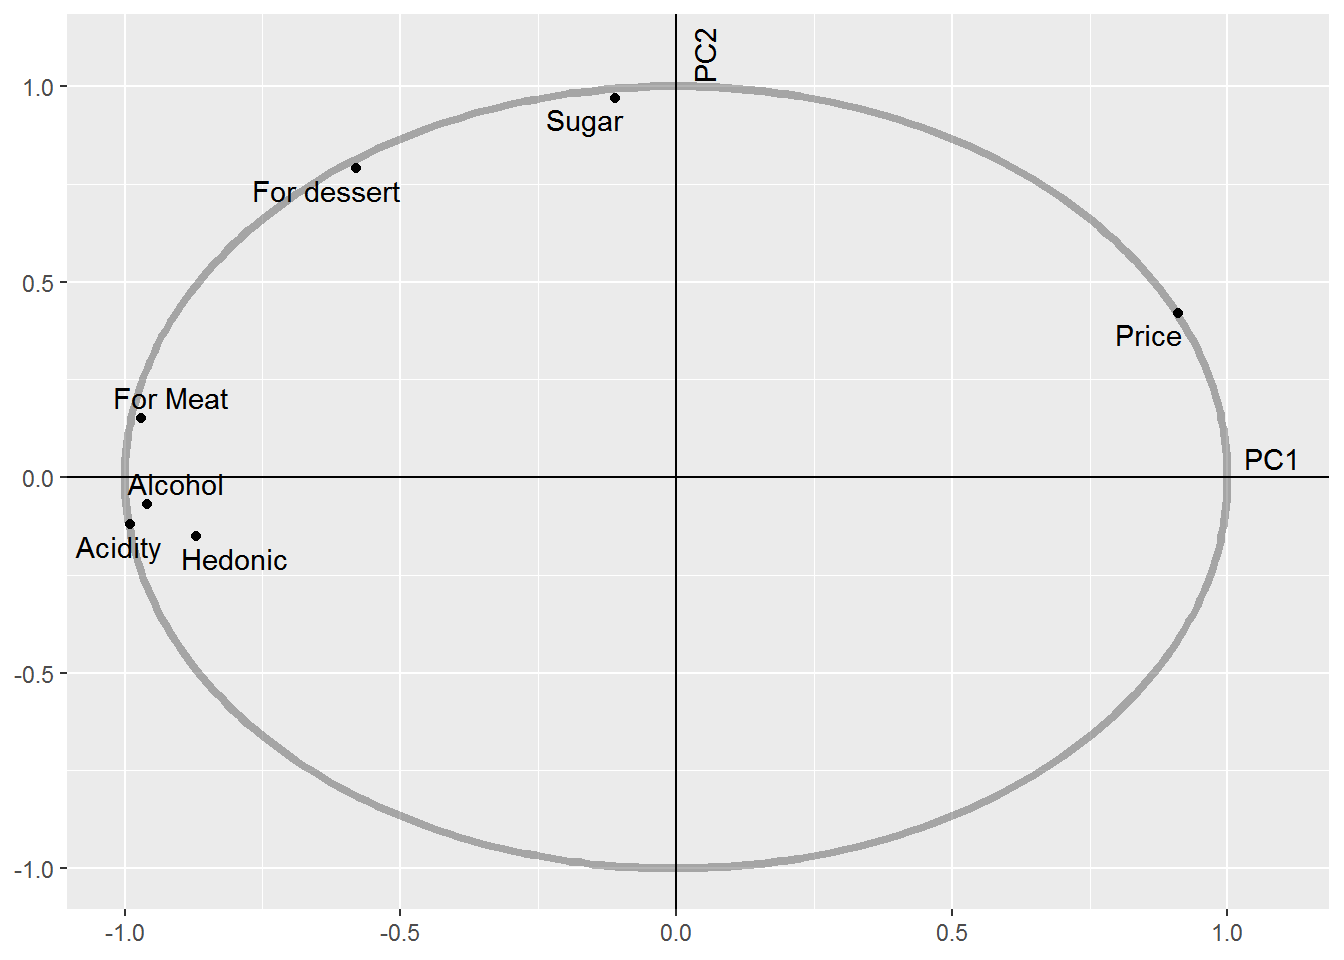 PC2
1.0
Sugar
For dessert
0.5
Price
For Meat
PC1
0.0
Alcohol
Acidity
Hedonic
-0.5
-1.0
-1.0
-0.5
0.0
0.5
1.0